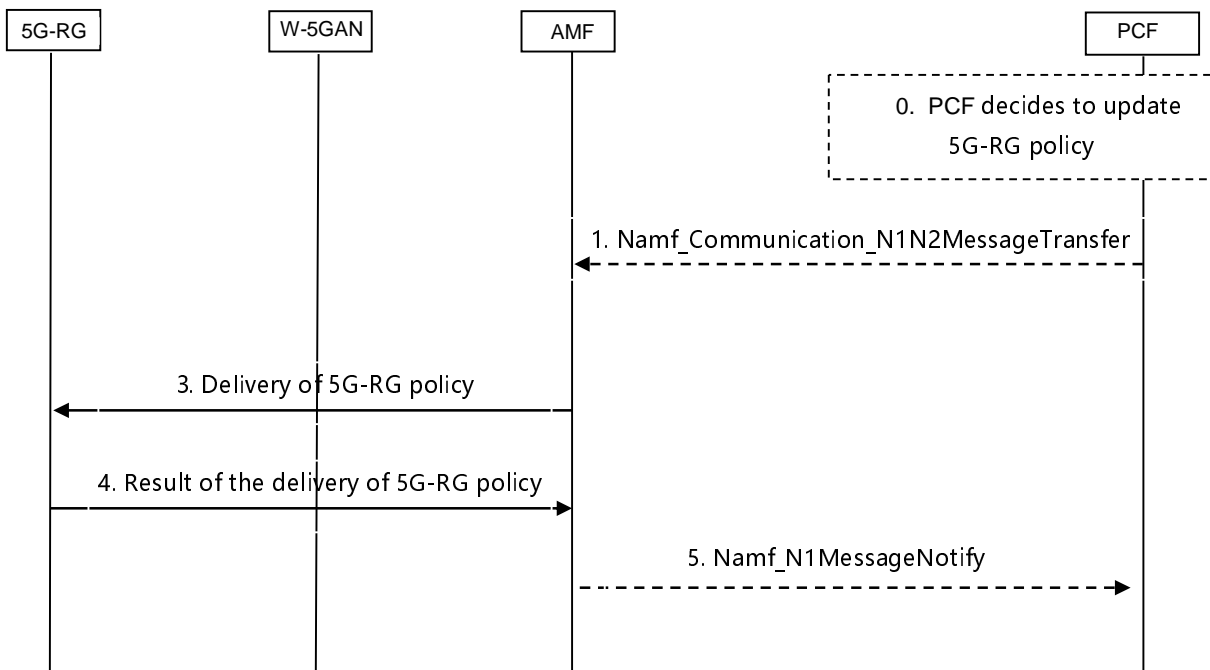 5G-RG
W-5GAN
AMF
PCF
0. PCF decides to update
5G-RG policy
1. Namf_Communication_N1N2MessageTransfer
3. Delivery of 5G-RG policy
4. Result of the delivery of 5G-RG policy
5. Namf_N1MessageNotify